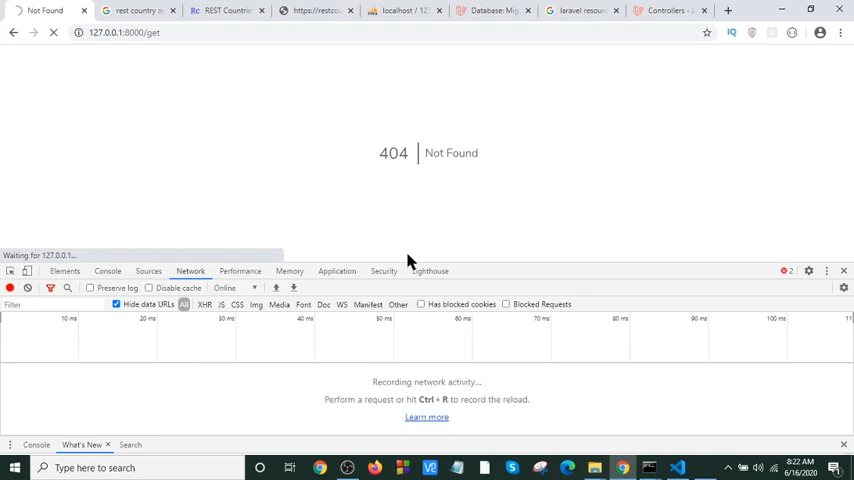 Not Found
rest country a
REST Countrie
https://restcou
localhost / 127
Database: Mig
laravel resourc
Controllers - L
127.0.0.1:8000/get
404 | Not Found
Waiting for 127.0.0.1...
Elements Console Sources Network Performance Memory Application Security Lighthouse 2
Preserve log Disable cache Online
Filter Hide data URLs All XHR JS CSS Img Media Font Doc WS Manifest Other Has blocked cookies Blocked Requests
10 ms 20 ms 30 ms 40 ms 50 ms 60 ms 70 ms 80 ms 90 ms 100 ms 11
Recording network activity...
Perform a request or hit Ctrl + R to record the reload.
Learn more
Console What's New Search
Type here to search
8:22 AM
6/16/2020